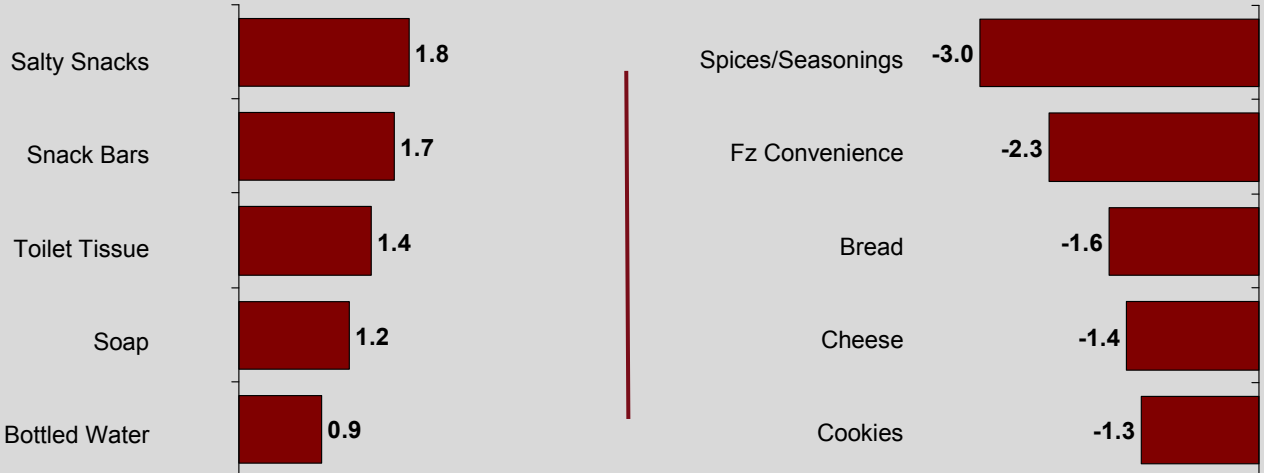 Salty Snacks 1.8
Snack Bars 1.7
Toilet Tissue 1.4
Soap 1.2
Bottled Water 0.9
Spices/Seasonings -3.0
Fz Convenience -2.3
Bread -1.6
Cheese -1.4
Cookies -1.3